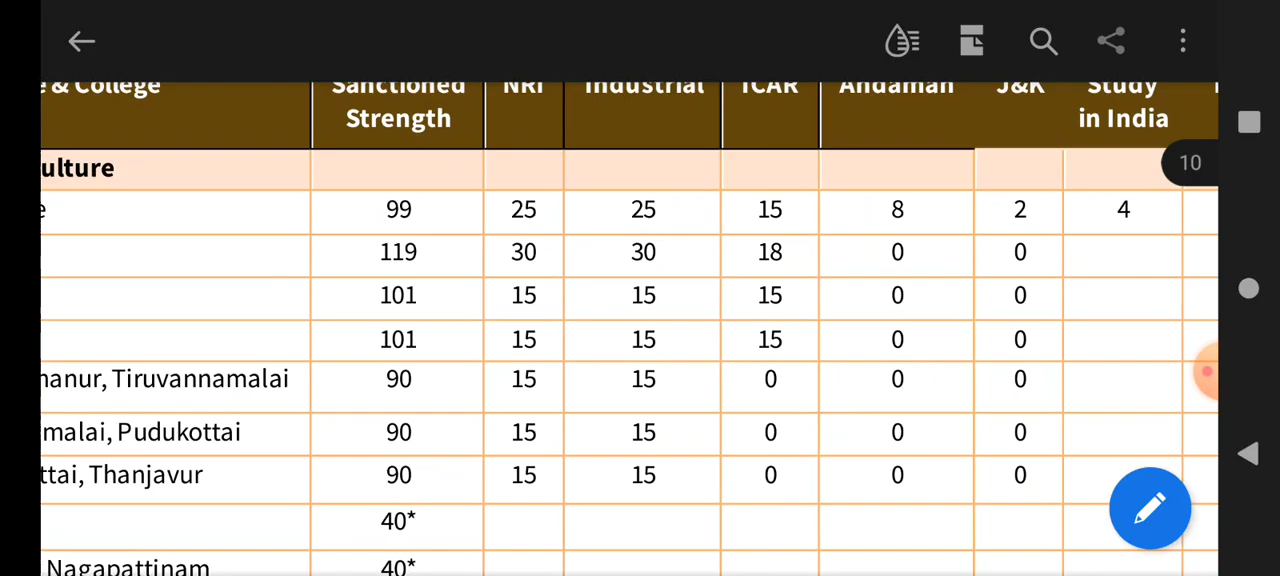 e & College Sanctioned Strength NRI Industrial ICAR Andaman J&K Study in India
10
ulture
e 99 25 25 15 8 2 4
119 30 30 18 0 0
101 15 15 15 0 0
101 15 15 15 0 0
nanur, Tiruvannamalai 90 15 15 0 0 0
malai, Pudukottai 90 15 15 0 0 0
ttai, Thanjavur 90 15 15 0 0 0
40*
Nagapattinam 40*